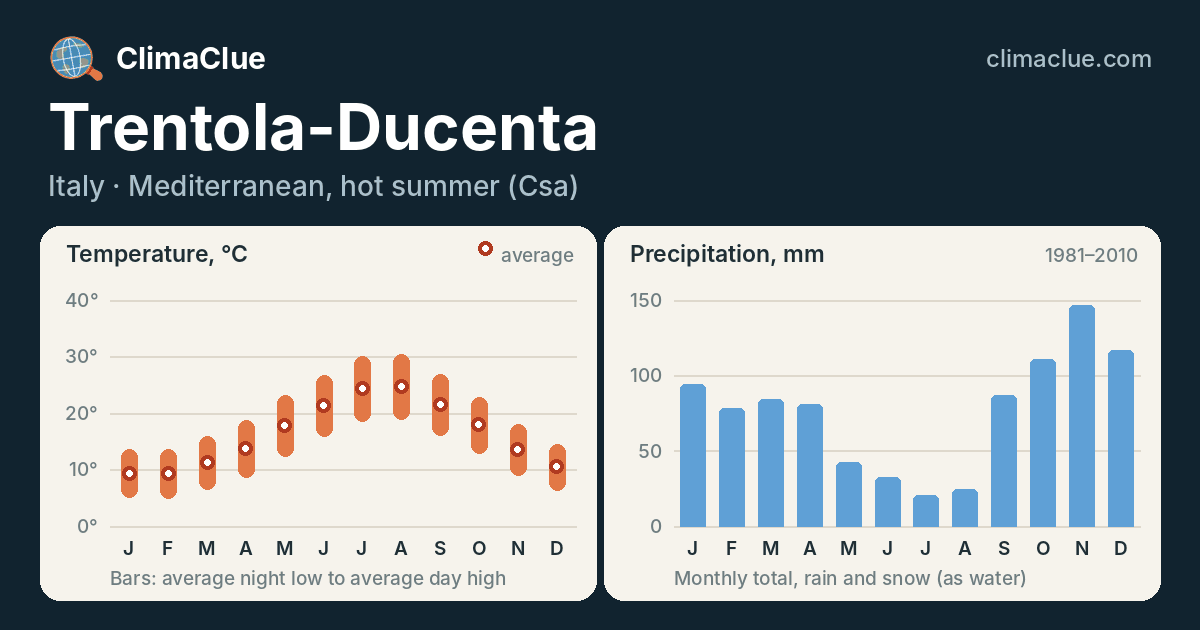 ClimaClue
climaclue.com
Trentola-Ducenta
Italy · Mediterranean, hot summer (Csa)
Temperature, °C
average
40°
30°
20°
10°
0°
J F M A M J J A S O N D
Bars: average night low to average day high
Precipitation, mm
1981–2010
150
100
50
0
J F M A M J J A S O N D
Monthly total, rain and snow (as water)